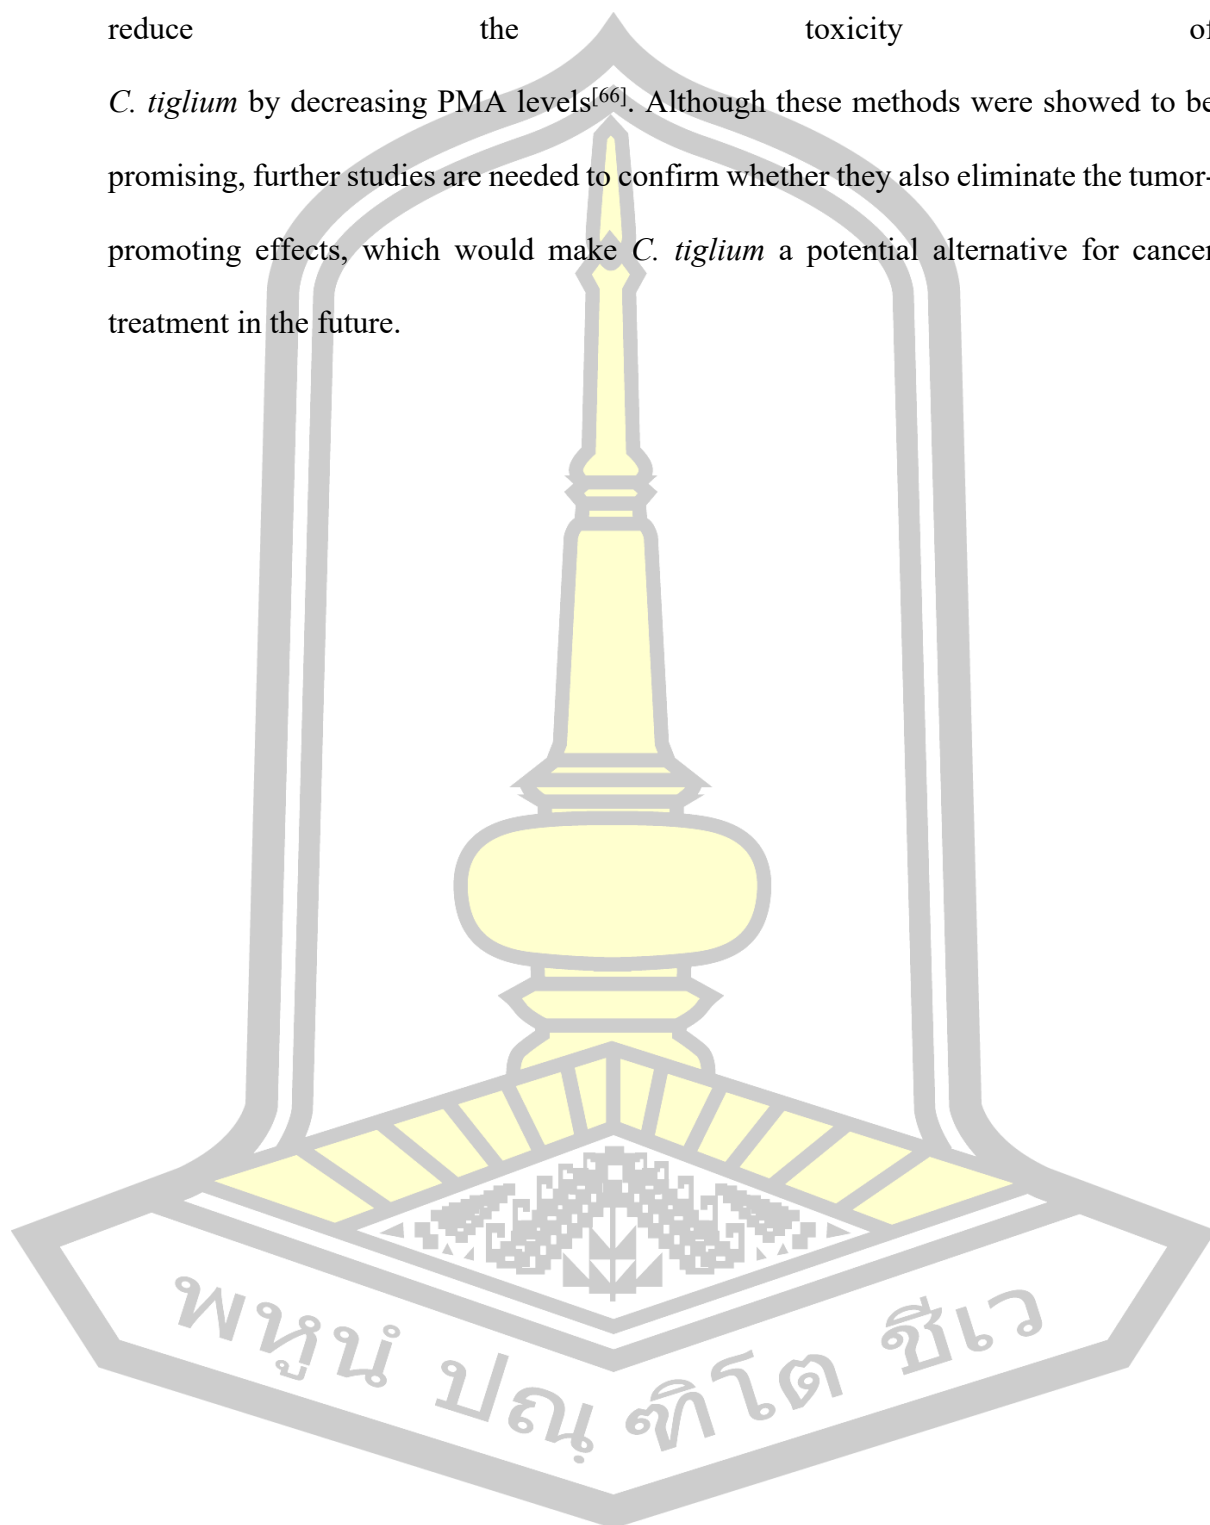 reduce the toxicity of
C. tiglium by decreasing PMA levels[66]. Although these methods were showed to be
promising, further studies are needed to confirm whether they also eliminate the tumor-
promoting effects, which would make C. tiglium a potential alternative for cancer
treatment in the future.
พหูนํ ปณฺฑิโต ชีเว